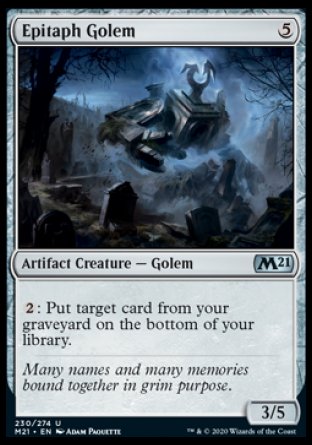 Epitaph Golem 5
Artifact Creature — Golem M21
2: Put target card from your
graveyard on the bottom of your
library.
Many names and many memories
bound together in grim purpose.
230/274 U
M21 • EN Adam Paquette
™ & © 2020 Wizards of the Coast
3/5